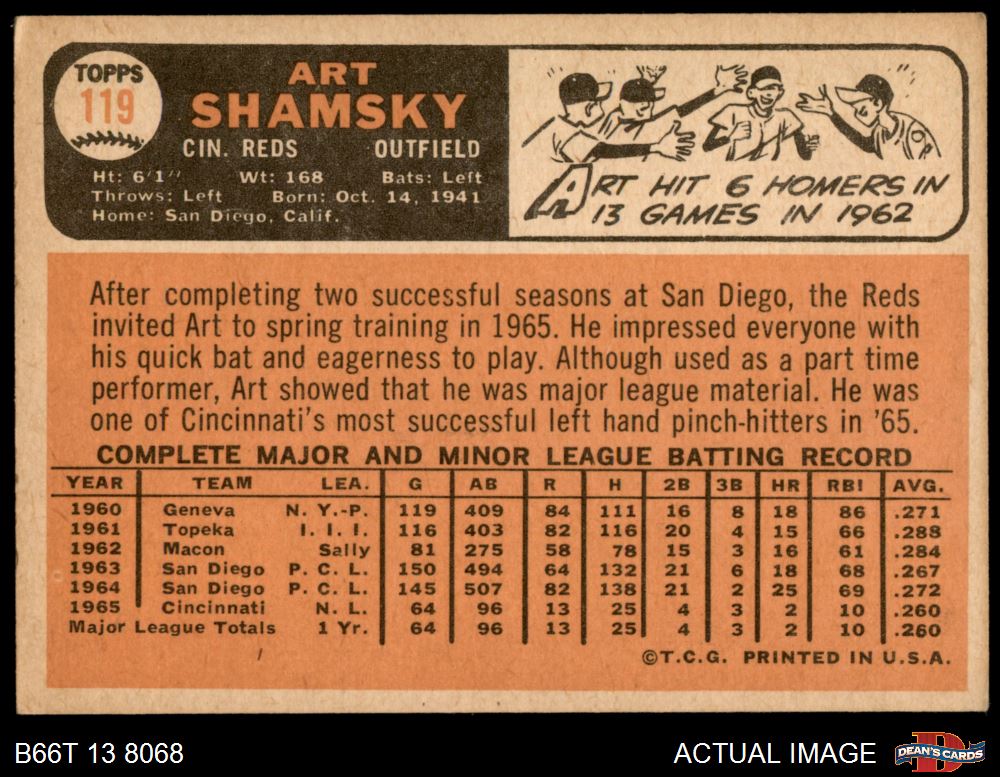 TOPPS
119
ART
SHAMSKY
CIN. REDS OUTFIELD
Ht: 6'1" Wt: 168 Bats: Left
Throws: Left Born: Oct. 14, 1941
Home: San Diego, Calif.
ART HIT 6 HOMERS IN
13 GAMES IN 1962
After completing two successful seasons at San Diego, the Reds
invited Art to spring training in 1965. He impressed everyone with
his quick bat and eagerness to play. Although used as a part time
performer, Art showed that he was major league material. He was
one of Cincinnati's most successful left hand pinch-hitters in '65.
COMPLETE MAJOR AND MINOR LEAGUE BATTING RECORD
YEAR TEAM LEA. G AB R H 2B 3B HR RBI AVG.
1960 Geneva N. Y.-P. 119 409 84 111 16 8 18 86 .271
1961 Topeka I. I. I. 116 403 82 116 20 4 15 66 .288
1962 Macon Sally 81 275 58 78 15 3 16 61 .284
1963 San Diego P. C. L. 150 494 64 132 21 6 18 68 .267
1964 San Diego P. C. L. 145 507 82 138 21 2 25 69 .272
1965 Cincinnati N. L. 64 96 13 25 4 3 2 10 .260
Major League Totals 1 Yr. 64 96 13 25 4 3 2 10 .260
©T.C.G. PRINTED IN U.S.A.
B66T 13 8068
ACTUAL IMAGE
D
DEAN'S CARDS